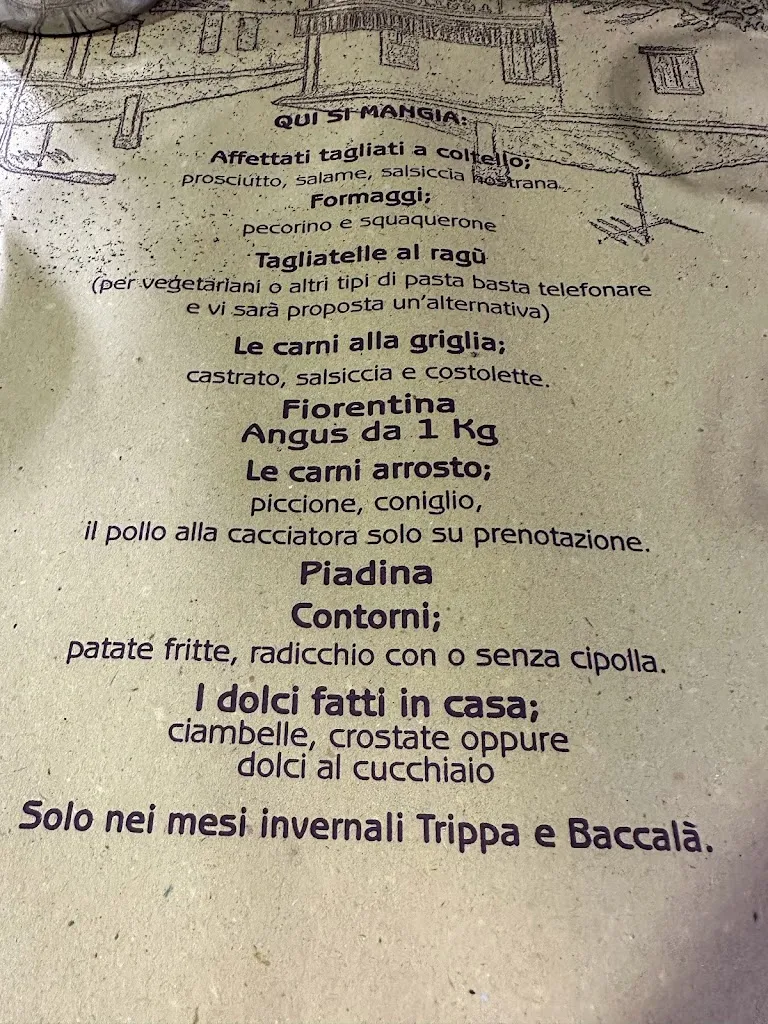 QUI SI MANGIA:
Affettati tagliati a coltello;
prosciutto, salame, salsiccia nostrana.
Formaggi;
pecorino e squaquerone
Tagliatelle al ragù
(per vegetariani o altri tipi di pasta basta telefonare
e vi sarà proposta un'alternativa)
Le carni alla griglia;
castrato, salsiccia e costolette.
Fiorentina
Angus da 1 Kg
Le carni arrosto;
piccione, coniglio,
il pollo alla cacciatora solo su prenotazione.
Piadina
Contorni;
patate fritte, radicchio con o senza cipolla.
I dolci fatti in casa;
ciambelle, crostate oppure
dolci al cucchiaio
Solo nei mesi invernali Trippa e Baccalà.